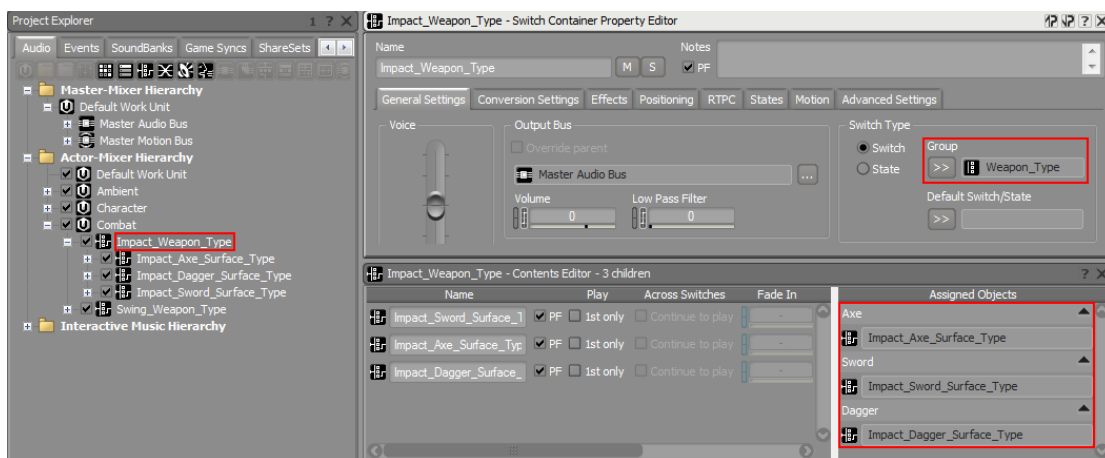 Project Explorer
1 ? X
Audio Events SoundBanks Game Syncs ShareSets
Master-Mixer Hierarchy
Default Work Unit
Master Audio Bus
Master Motion Bus
Actor-Mixer Hierarchy
Default Work Unit
Ambient
Character
Combat
Impact_Weapon_Type
Impact_Axe_Surface_Type
Impact_Dagger_Surface_Type
Impact_Sword_Surface_Type
Swing_Weapon_Type
Interactive Music Hierarchy
Impact_Weapon_Type - Switch Container Property Editor
Name Notes
Impact_Weapon_Type M S PF
General Settings Conversion Settings Effects Positioning RTPC States Motion Advanced Settings
Voice Output Bus Switch Type
Override parent Switch Group
Master Audio Bus ... State >> Weapon_Type
Volume Low Pass Filter Default Switch/State
0 0 >>
Impact_Weapon_Type - Contents Editor - 3 children ? X
Name Play Across Switches Fade In Assigned Objects
Impact_Sword_Surface_T PF 1st only Continue to play - Axe
Impact_Axe_Surface_Type
Impact_Axe_Surface_Typ PF 1st only Continue to play -
Sword
Impact_Dagger_Surface_ PF 1st only Continue to play - Impact_Sword_Surface_Type
Dagger
Impact_Dagger_Surface_Type